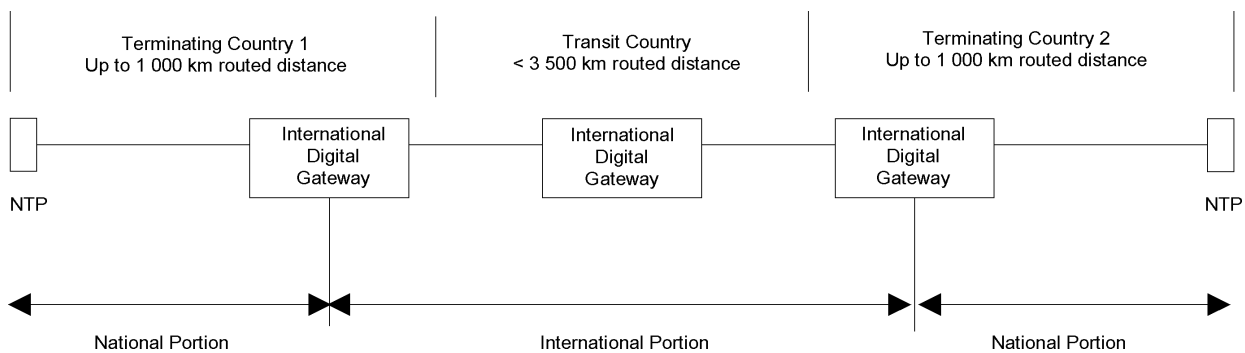 Terminating Country 1
Up to 1 000 km routed distance
Transit Country
< 3 500 km routed distance
Terminating Country 2
Up to 1 000 km routed distance
International
Digital
Gateway
International
Digital
Gateway
International
Digital
Gateway
NTP
NTP
National Portion
International Portion
National Portion